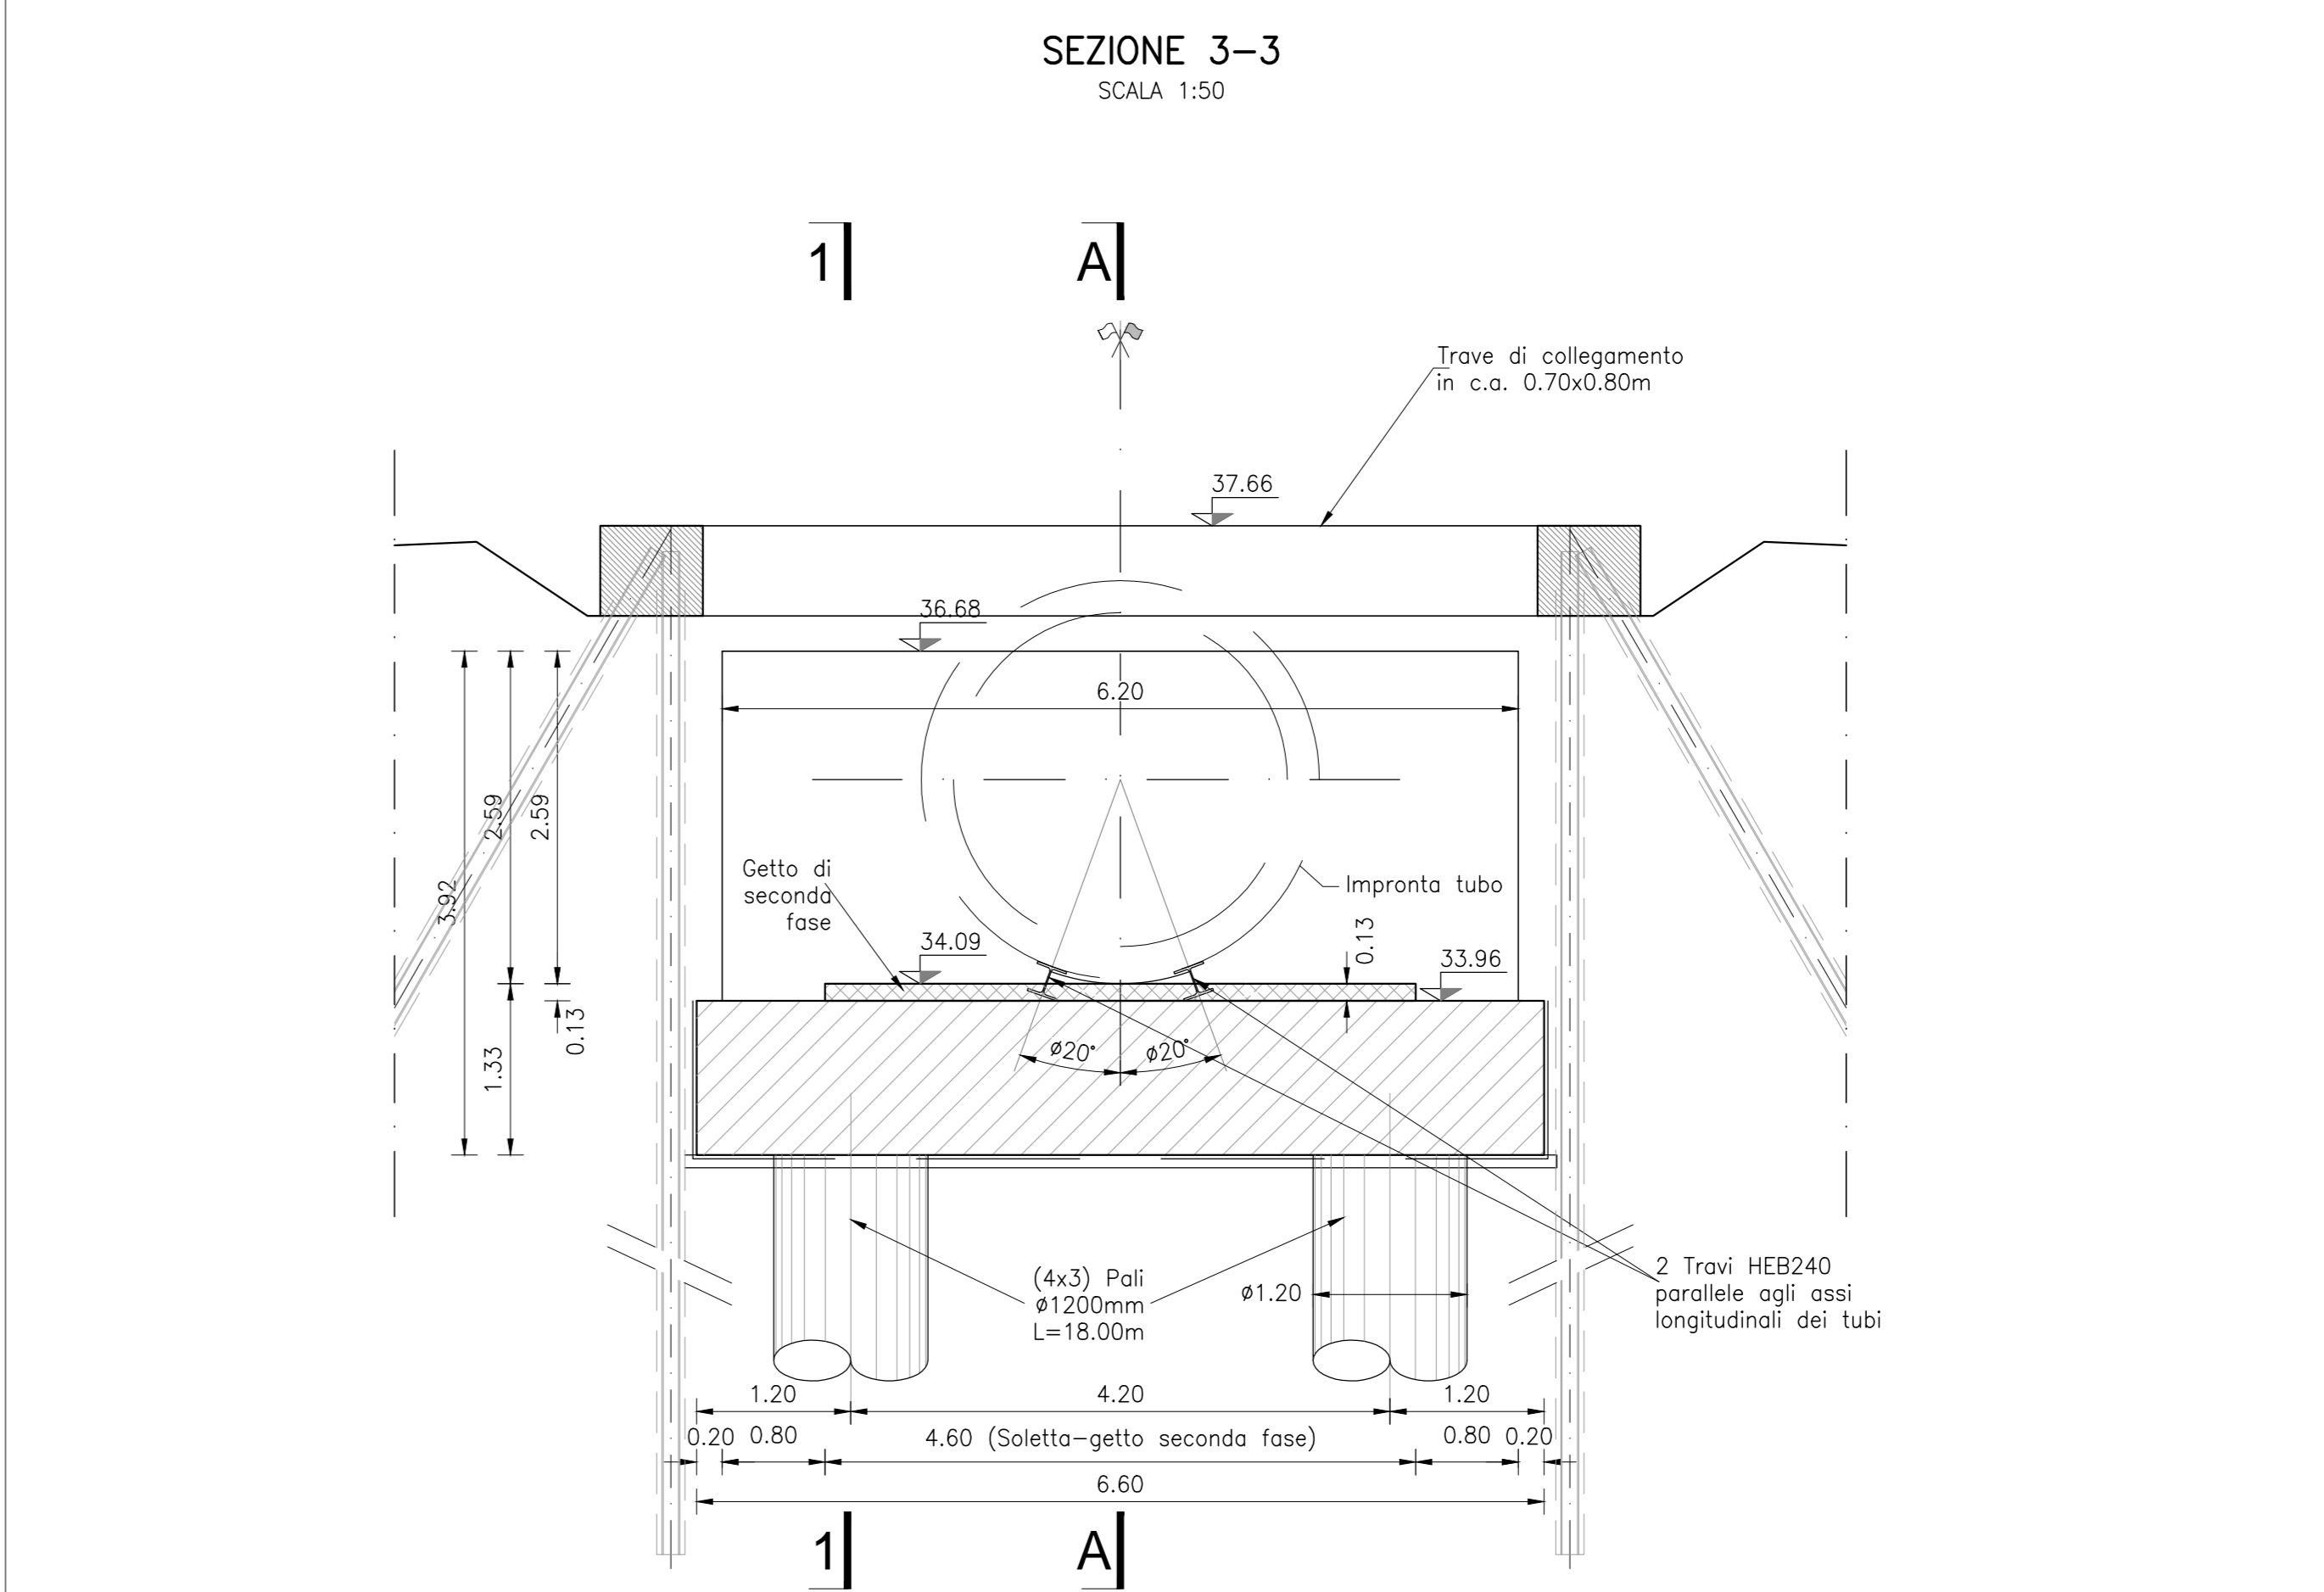 SEZIONE 3-3
SCALA 1:50
1
A
Trave di collegamento
in c.a. 0.70x0.80m
37.66
36.68
6.20
2.59
2.59
3.92
Getto di
seconda
fase
Impronta tubo
0.13
34.09
33.96
0.13
1.33
ø20°
ø20°
2 Travi HEB240
parallele agli assi
longitudinali dei tubi
(4x3) Pali
ø1200mm
L=18.00m
ø1.20
1.20
4.20
1.20
0.20
0.80
4.60 (Soletta-getto seconda fase)
0.80
0.20
6.60
1
A